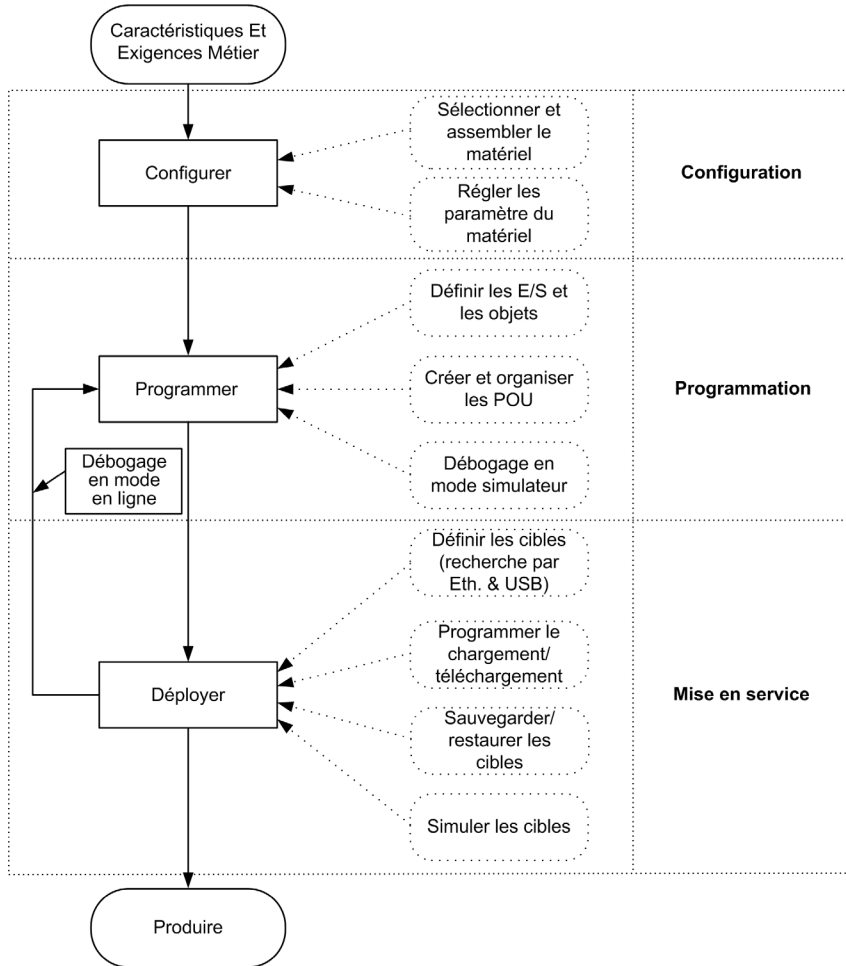 Caractéristiques Et
Exigences Métier
Sélectionner et
assembler le
matériel
Configurer
Configuration
Régler les
paramètre du
matériel
Définir les E/S et
les objets
Programmer
Créer et organiser
les POU
Programmation
Débogage
en mode
en ligne
Débogage en
mode simulateur
Définir les cibles
(recherche par
Eth. & USB)
Programmer le
chargement/
téléchargement
Déployer
Mise en service
Sauvegarder/
restaurer les
cibles
Simuler les cibles
Produire